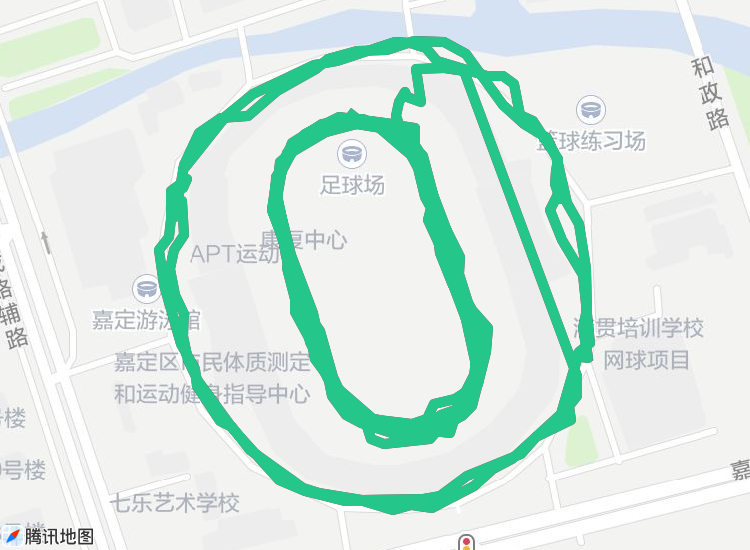 和政路
篮球练习场
足球场
康复中心
APT运动
嘉定游泳馆
培训学校
网球项目
嘉定区市民体质测定
和运动健身指导中心
路辅路
号楼
0号楼
七乐艺术学校
嘉
腾讯地图